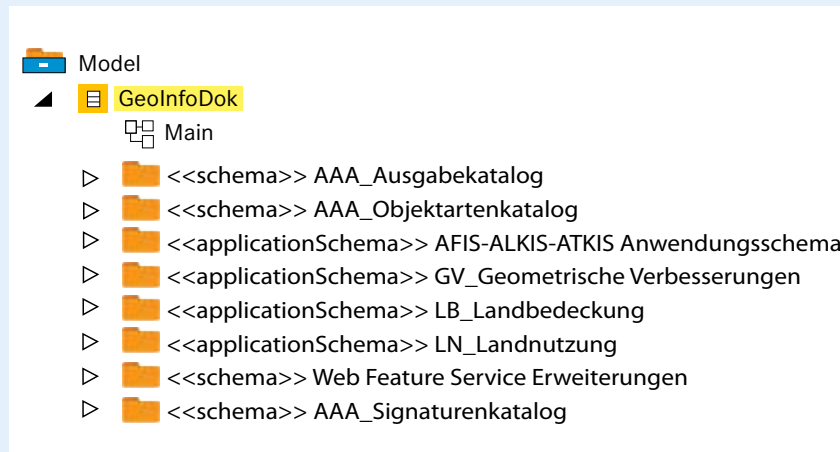 Model
GeoInfoDok
Main
<<schema>> AAA_Ausgabekatalog
<<schema>> AAA_Objektartenkatalog
<<applicationSchema>> AFIS-ALKIS-ATKIS Anwendungsschema
<<applicationSchema>> GV_Geometrische Verbesserungen
<<applicationSchema>> LB_Landbedeckung
<<applicationSchema>> LN_Landnutzung
<<schema>> Web Feature Service Erweiterungen
<<schema>> AAA_Signaturenkatalog